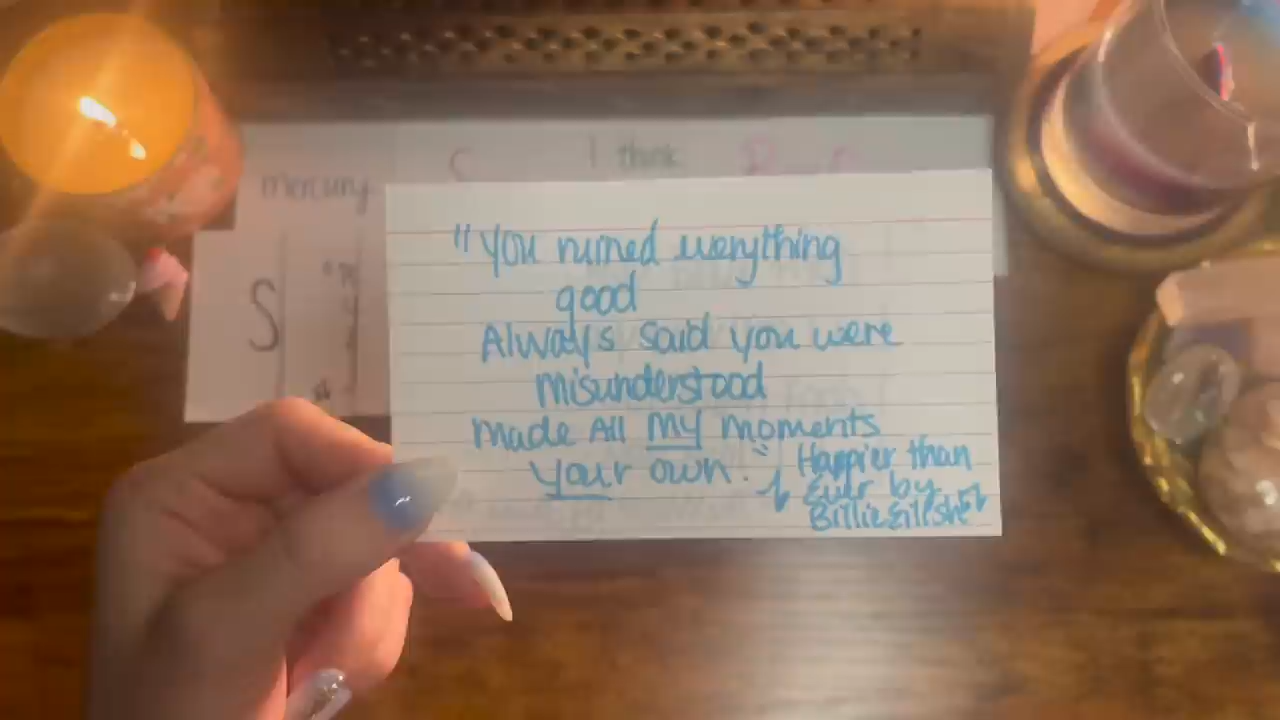 mercury
I think
S
"You ruined everything
good
Always said you were
misunderstood
Made All My moments
your own."
Happier than
Ever by
Billie Eilish